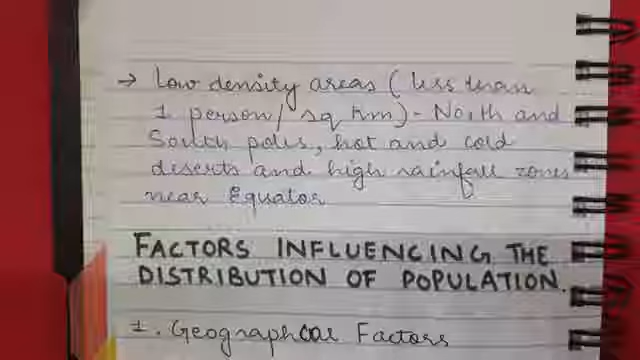 → Low density areas (less than
1 person/ sq km) - North and
South poles, hot and cold
deserts and high rainfall zones
near Equator
FACTORS INFLUENCING THE
DISTRIBUTION OF POPULATION.
1. Geographical Factors